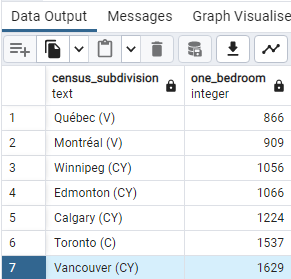 Data Output Messages Graph Visualise
census_subdivision one_bedroom
text integer
1 Québec (V) 866
2 Montréal (V) 909
3 Winnipeg (CY) 1056
4 Edmonton (CY) 1066
5 Calgary (CY) 1224
6 Toronto (C) 1537
7 Vancouver (CY) 1629